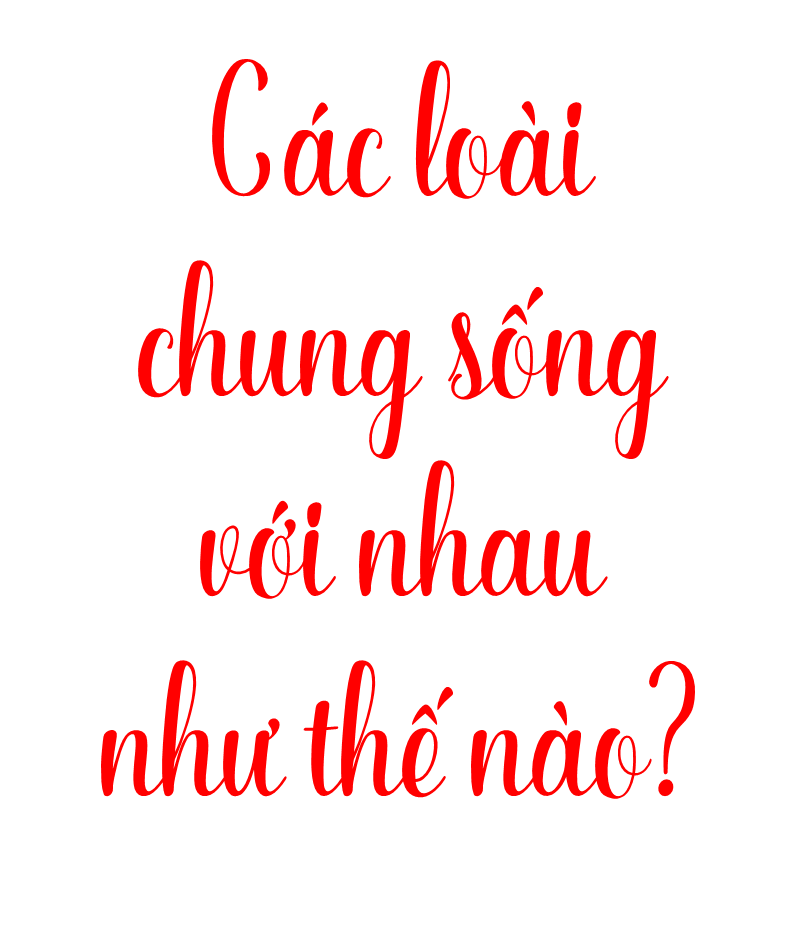 Các loài
chung sống
với nhau
như thế nào?